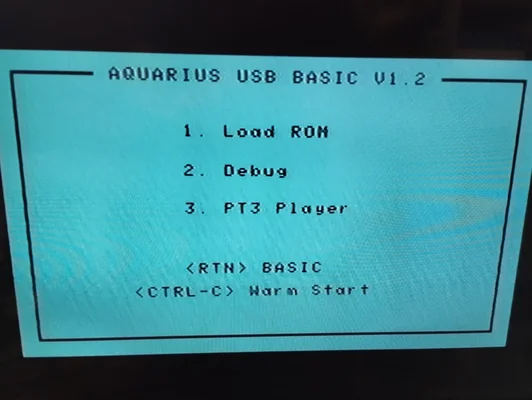 AQUARIUS USB BASIC V1.2
1. Load ROM
2. Debug
3. PT3 Player
<RTN> BASIC
<CTRL-C> Warm Start